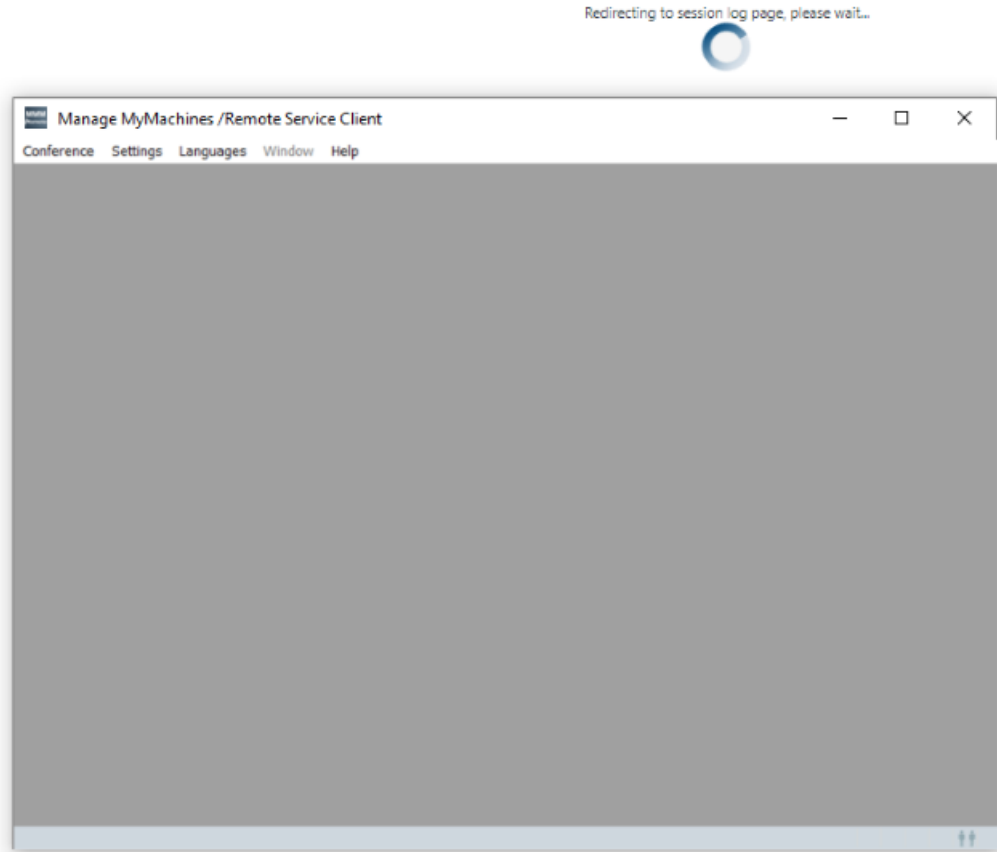 Redirecting to session log page, please wait...
Manage MyMachines /Remote Service Client
Conference Settings Languages Window Help